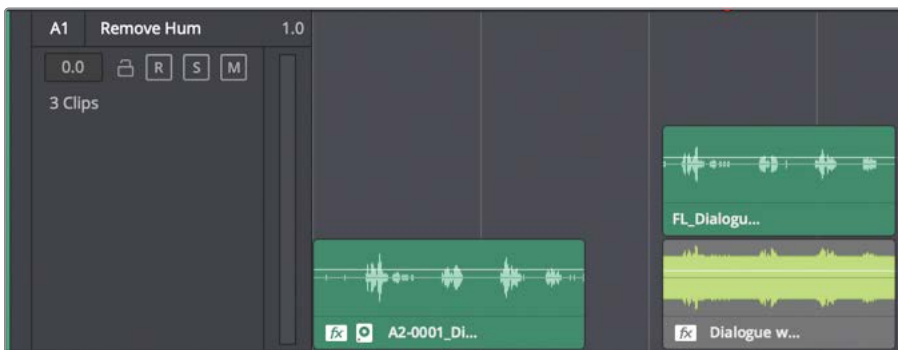 A1 Remove Hum 1.0
0.0 R S M
3 Clips
FL_Dialogu...
fx A2-0001_Di...
fx Dialogue w...